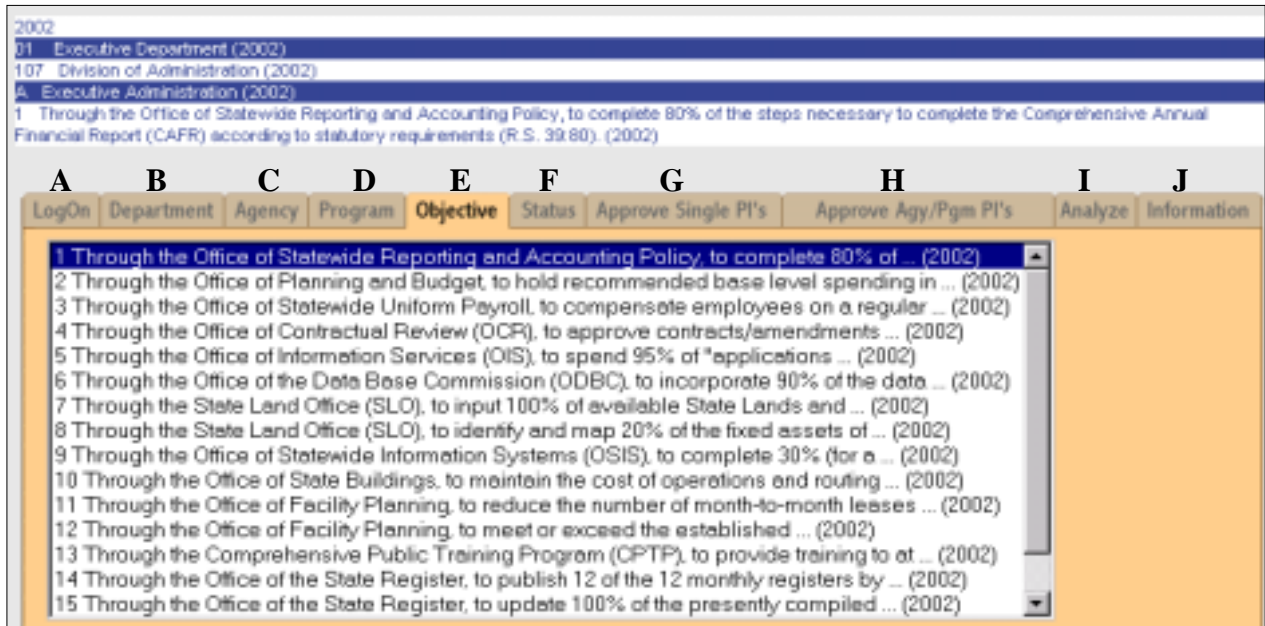 2002
01 Executive Department (2002)
107 Division of Administration (2002)
A Executive Administration (2002)
1 Through the Office of Statewide Reporting and Accounting Policy, to complete 80% of the steps necessary to complete the Comprehensive Annual
Financial Report (CAFR) according to statutory requirements (R.S. 39:80). (2002)
A B C D E F G H I J
LogOn Department Agency Program Objective Status Approve Single PI's Approve Agy/Pgm PI's Analyze Information
1 Through the Office of Statewide Reporting and Accounting Policy, to complete 80% of ... (2002)
2 Through the Office of Planning and Budget, to hold recommended base level spending in ... (2002)
3 Through the Office of Statewide Uniform Payroll, to compensate employees on a regular ... (2002)
4 Through the Office of Contractual Review (OCR), to approve contracts/amendments ... (2002)
5 Through the Office of Information Services (OIS), to spend 95% of "applications ... (2002)
6 Through the Office of the Data Base Commission (ODBC), to incorporate 90% of the data ... (2002)
7 Through the State Land Office (SLO), to input 100% of available State Lands and ... (2002)
8 Through the State Land Office (SLO), to identify and map 20% of the fixed assets of ... (2002)
9 Through the Office of Statewide Information Systems (OSIS), to complete 30% (for a ... (2002)
10 Through the Office of State Buildings, to maintain the cost of operations and routing ... (2002)
11 Through the Office of Facility Planning, to reduce the number of month-to-month leases ... (2002)
12 Through the Office of Facility Planning, to meet or exceed the established ... (2002)
13 Through the Comprehensive Public Training Program (CPTP), to provide training to at ... (2002)
14 Through the Office of the State Register, to publish 12 of the 12 monthly registers by ... (2002)
15 Through the Office of the State Register, to update 100% of the presently compiled ... (2002)